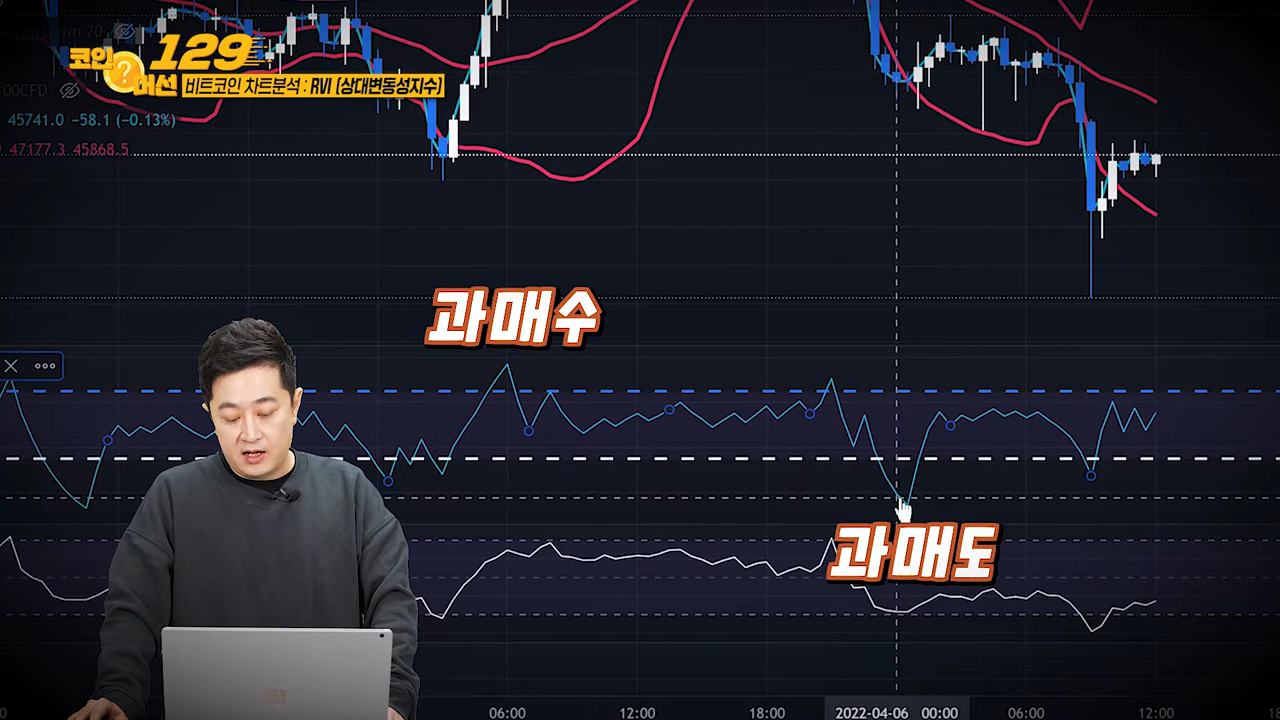 코인 129
?
머선
비트코인 차트분석 : RVI (상대변동성지수)
00CFD
45741.0 −58.1 (−0.13%)
47177.3 45868.5
과매수
과매도
06:00 12:00 18:00 2022-04-06 00:00 06:00 12:00